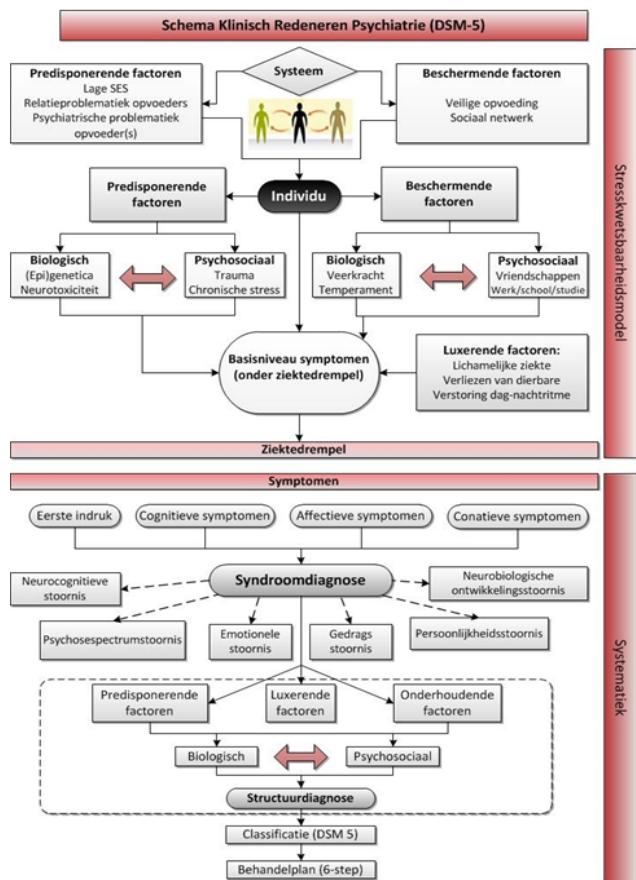 Schema Klinisch Redeneren Psychiatrie (DSM-5)
Predisponerende factoren
Lage SES
Relatieproblematiek opvoeders
Psychiatrische problematiek
opvoeder(s)
Systeem
Beschermende factoren
Veilige opvoeding
Sociaal netwerk
Predisponerende
factoren
Individu
Beschermende
factoren
Biologisch
(Epi)genetica
Neurotoxiciteit
Psychosociaal
Trauma
Chronische stress
Biologisch
Veerkracht
Temperament
Psychosociaal
Vriendschappen
Werk/school/studie
Basisniveau symptomen
(onder ziektedrempel)
Luxerende factoren:
Lichamelijke ziekte
Verliezen van dierbare
Verstoring dag-nachtritme
Ziektedrempel
Stresskwetsbaarheidsmodel
Symptomen
Eerste indruk
Cognitieve symptomen
Affectieve symptomen
Conatieve symptomen
Syndroomdiagnose
Neurocognitieve
stoornis
Neurobiologische
ontwikkelingsstoornis
Psychosespectrumstoornis
Emotionele
stoornis
Gedrags
stoornis
Persoonlijkheidsstoornis
Predisponerende
factoren
Luxerende
factoren
Onderhoudende
factoren
Biologisch
Psychosociaal
Structuurdiagnose
Classificatie (DSM 5)
Behandelplan (6-step)
Systematiek